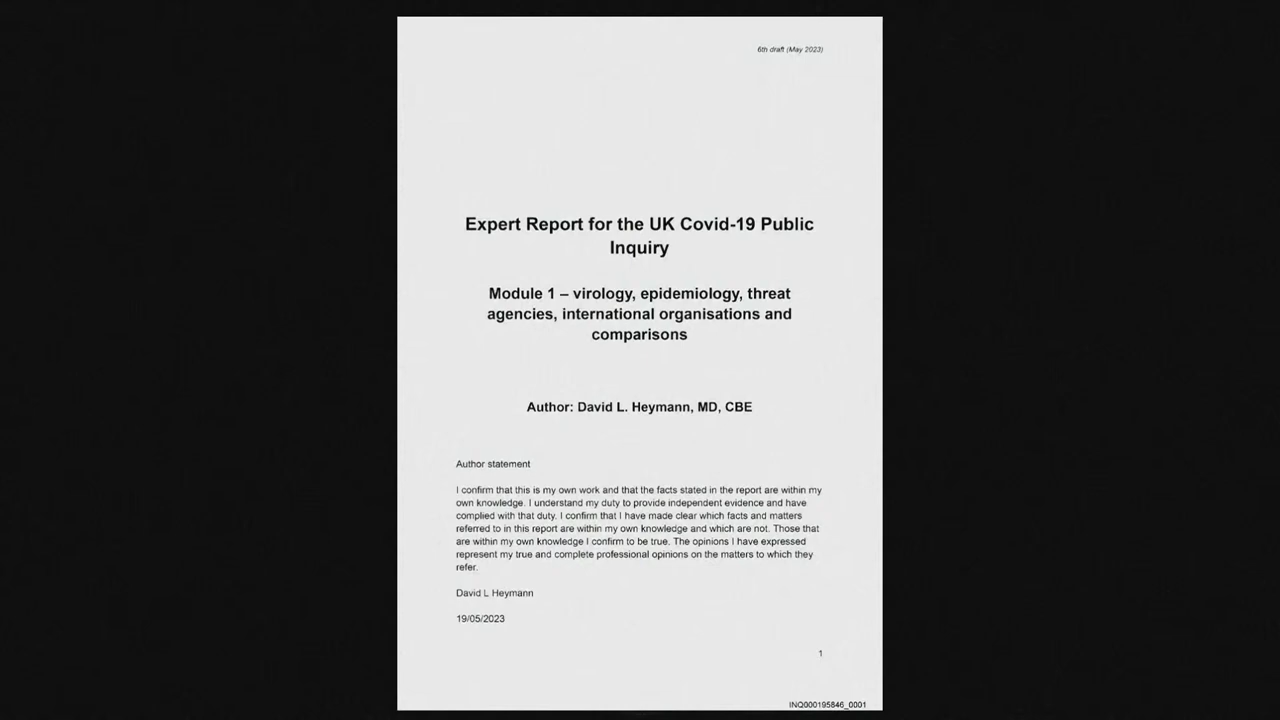 6th draft (May 2023)
Expert Report for the UK Covid-19 Public
Inquiry
Module 1 – virology, epidemiology, threat
agencies, international organisations and
comparisons
Author: David L. Heymann, MD, CBE
Author statement
I confirm that this is my own work and that the facts stated in the report are within my
own knowledge. I understand my duty to provide independent evidence and have
complied with that duty. I confirm that I have made clear which facts and matters
referred to in this report are within my own knowledge and which are not. Those that
are within my own knowledge I confirm to be true. The opinions I have expressed
represent my true and complete professional opinions on the matters to which they
refer.
David L Heymann
19/05/2023
1
INQ000195846_0001